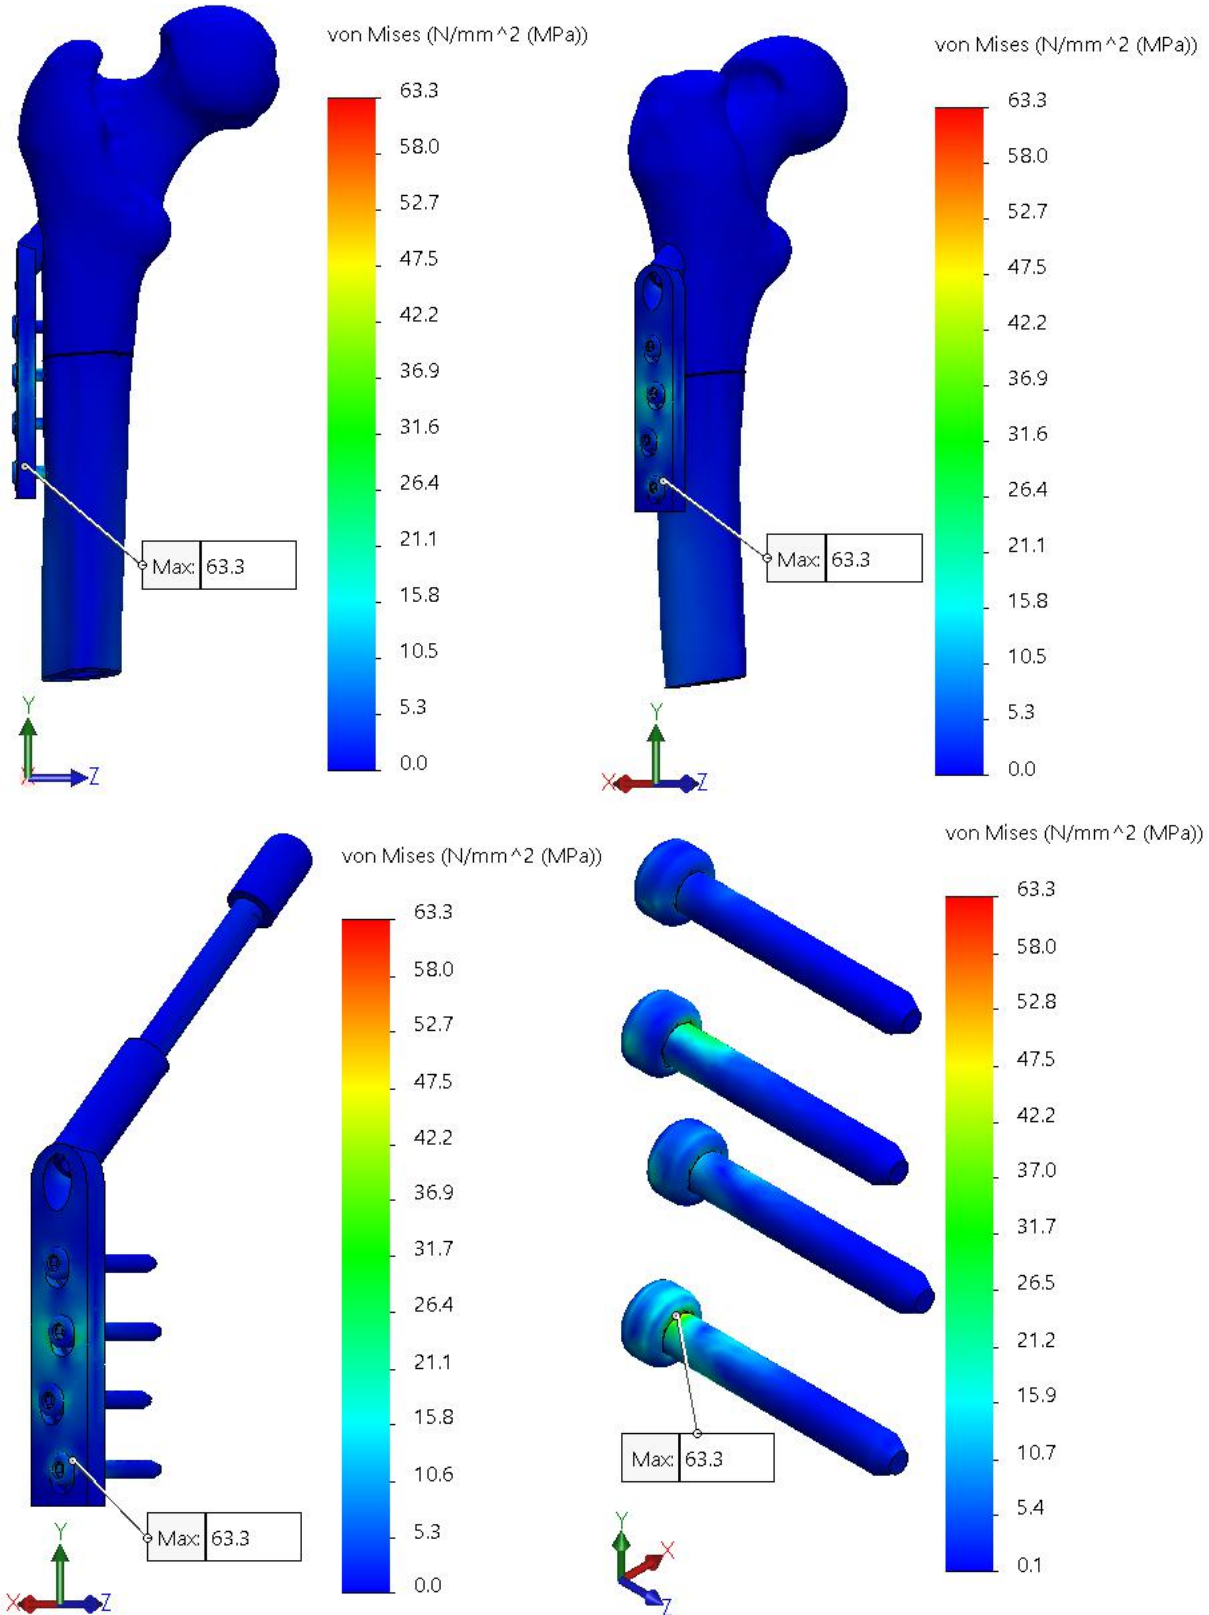 von Mises (N/mm^2 (MPa))
63.3
58.0
52.7
47.5
42.2
36.9
31.6
26.4
21.1
15.8
10.5
5.3
0.0
Max: 63.3
Y
X
Z
von Mises (N/mm^2 (MPa))
63.3
58.0
52.7
47.5
42.2
36.9
31.6
26.4
21.1
15.8
10.5
5.3
0.0
Max: 63.3
Y
X
Z
von Mises (N/mm^2 (MPa))
63.3
58.0
52.7
47.5
42.2
36.9
31.7
26.4
21.1
15.8
10.6
5.3
0.0
Max: 63.3
Y
X
Z
von Mises (N/mm^2 (MPa))
63.3
58.0
52.8
47.5
42.2
37.0
31.7
26.5
21.2
15.9
10.7
5.4
0.1
Max: 63.3
Y
X
Z